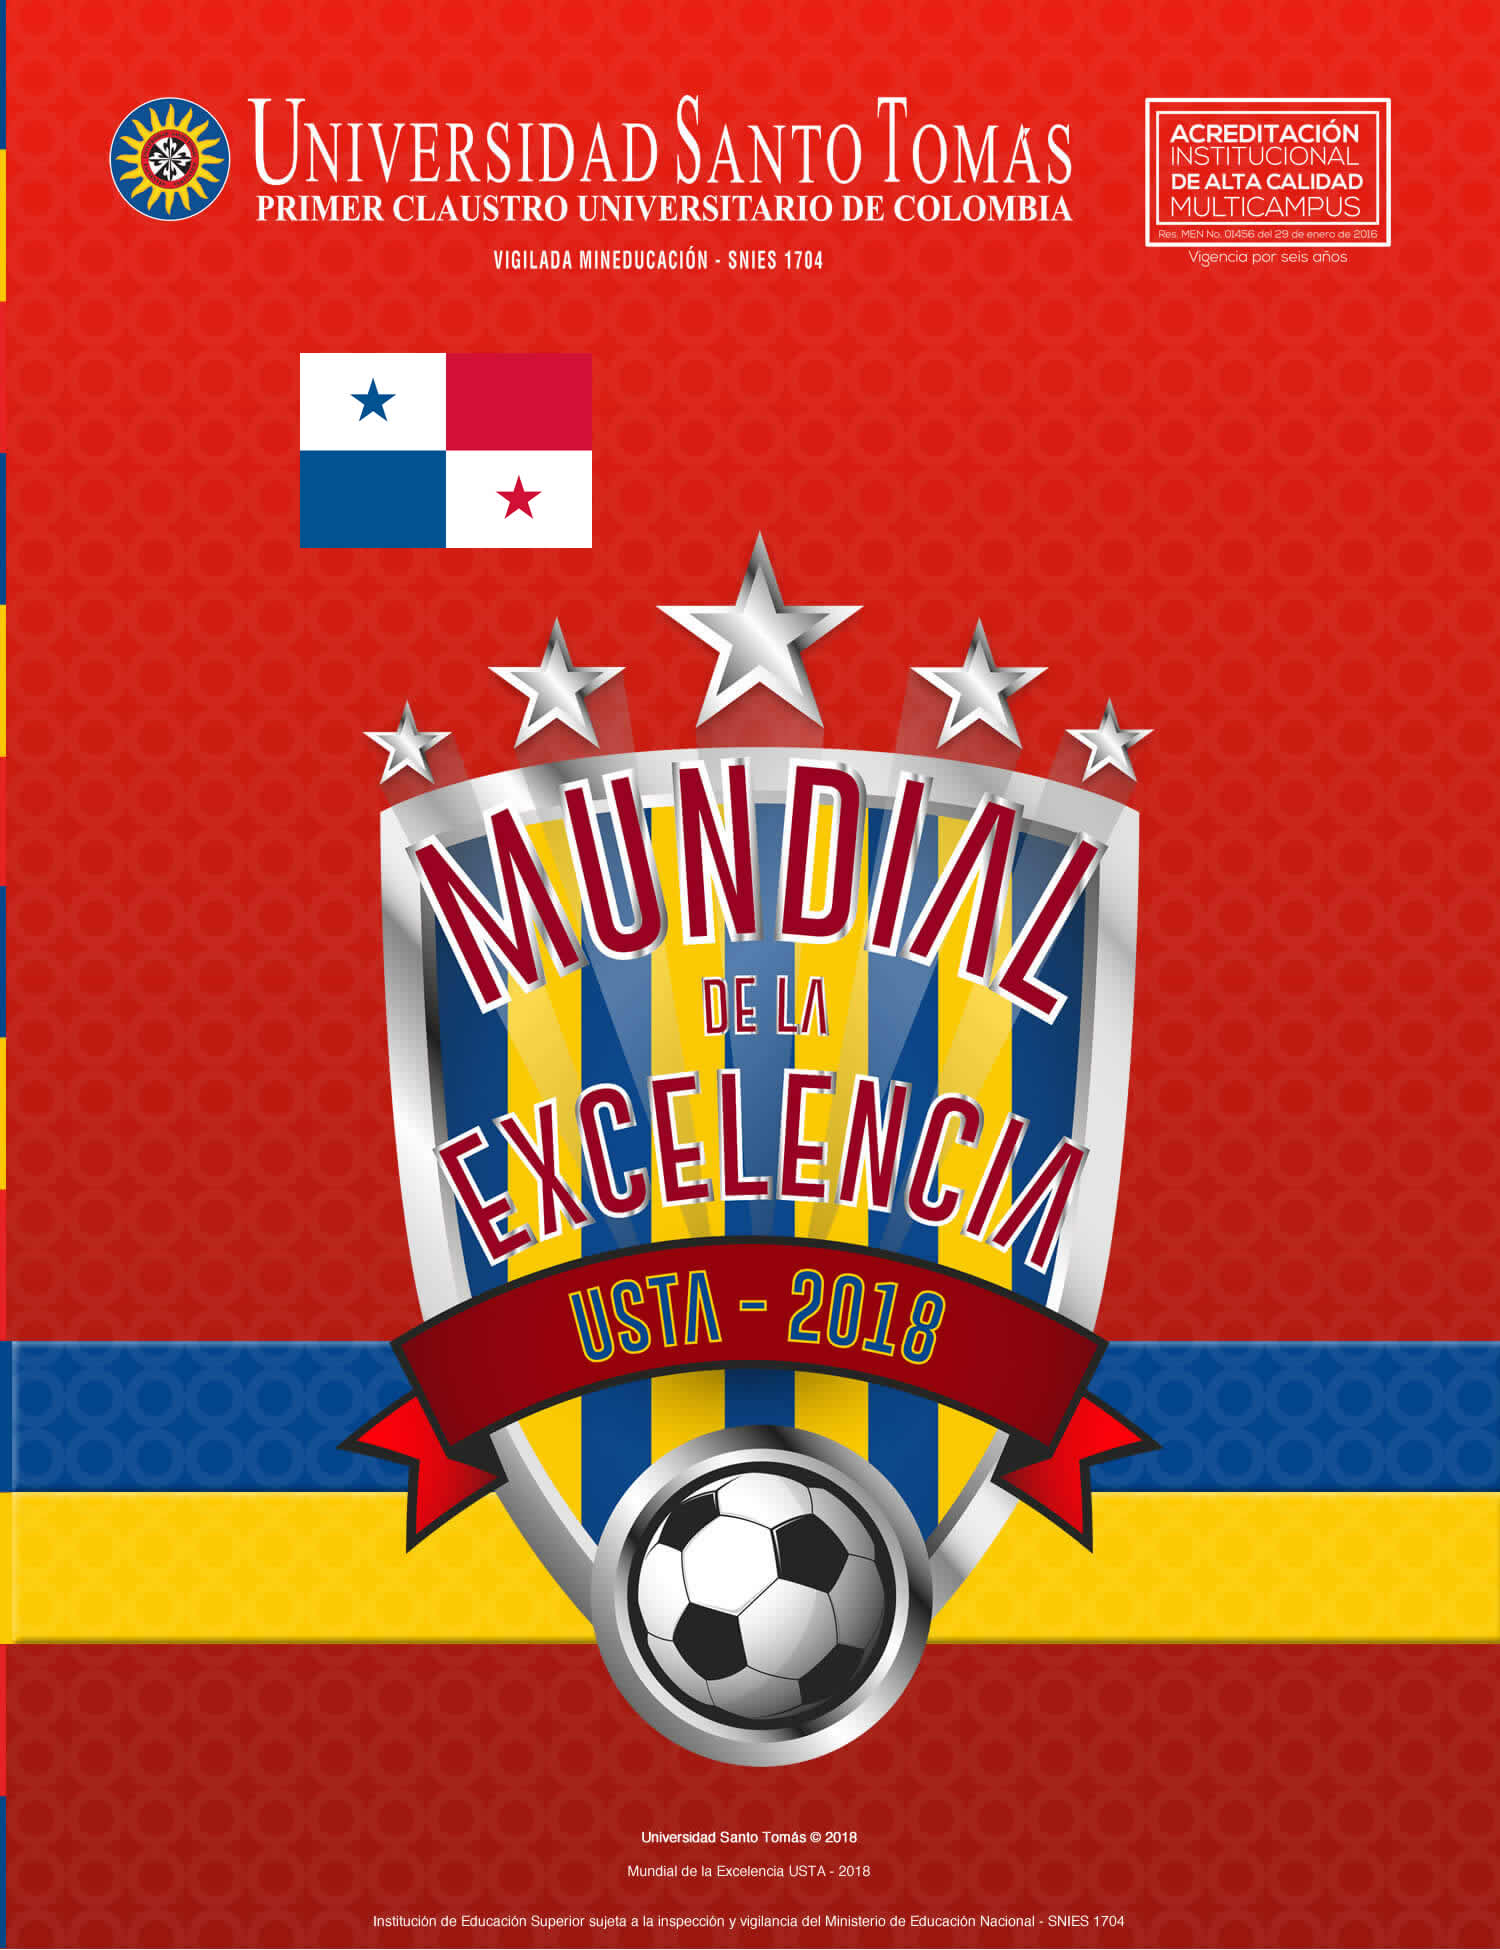 UNIVERSIDAD SANTO TOMÁS
PRIMER CLAUSTRO UNIVERSITARIO DE COLOMBIA
VIGILADA MINEDUCACIÓN - SNIES 1704
ACREDITACIÓN
INSTITUCIONAL
DE ALTA CALIDAD
MULTICAMPUS
Res. MEN No. 01456 del 29 de enero de 2016
Vigencia por seis años
MUNDIAL
DE LA
EXCELENCIA
USTA - 2018
Universidad Santo Tomás © 2018
Mundial de la Excelencia USTA - 2018
Institución de Educación Superior sujeta a la inspección y vigilancia del Ministerio de Educación Nacional - SNIES 1704